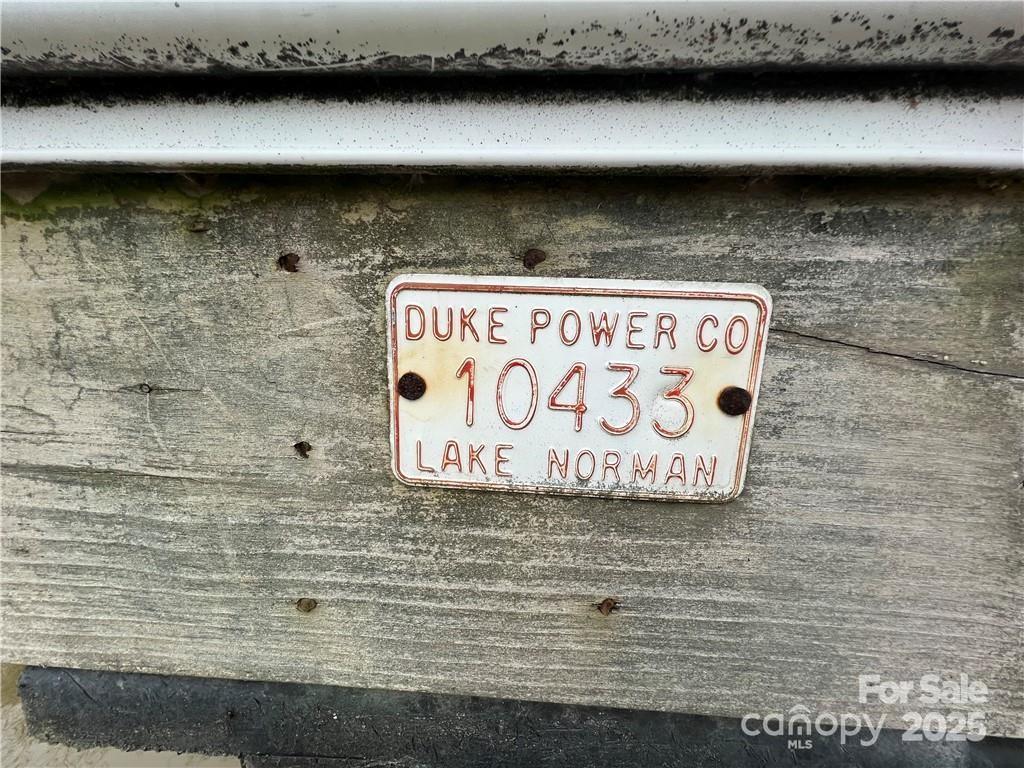 DUKE POWER CO
10433
LAKE NORMAN
For Sale
canopy 2025
MLS